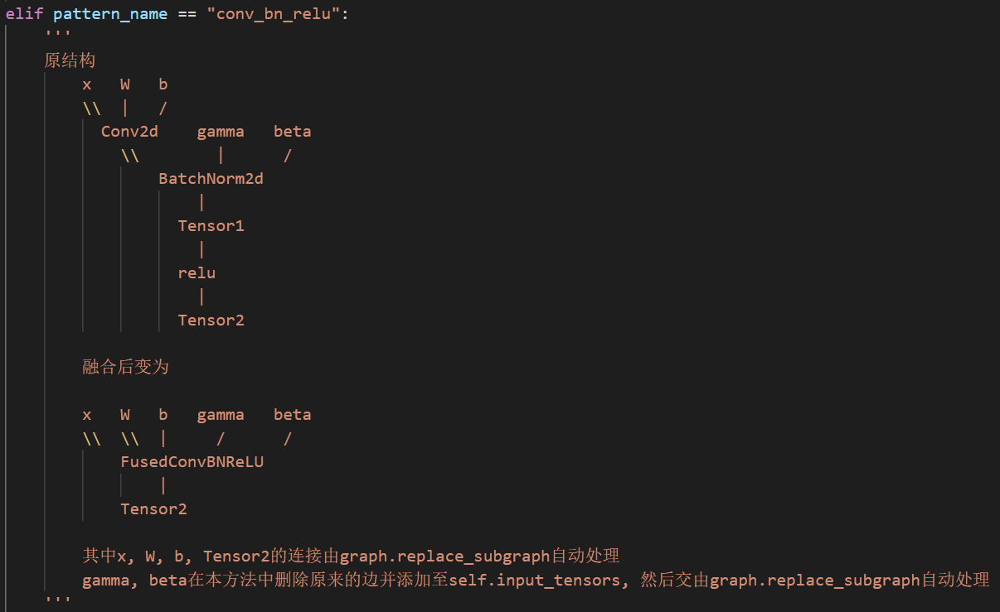 elif pattern_name == "conv_bn_relu":
    '''
    原结构
        x   W   b
        \\  |   /
          Conv2d    gamma   beta
            \\        |      /
                BatchNorm2d
                    |
                  Tensor1
                    |
                  relu
                    |
                  Tensor2

        融合后变为

        x   W   b   gamma   beta
        \\  \\  |     /      /
            FusedConvBNReLU
                |
            Tensor2

        其中x, W, b, Tensor2的连接由graph.replace_subgraph自动处理
        gamma, beta在本方法中删除原来的边并添加至self.input_tensors, 然后交由graph.replace_subgraph自动处理
    '''